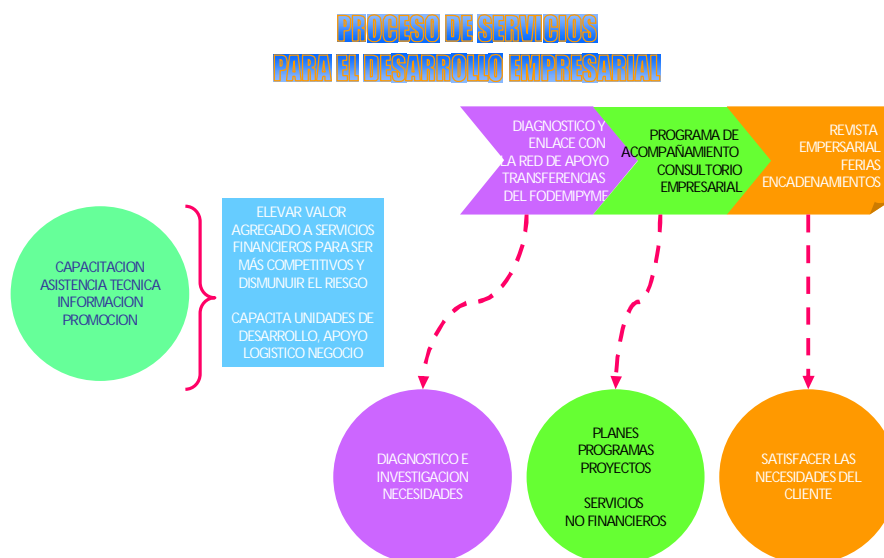 PROCESO DE SERVICIOS
PARA El DESARROLLO EMPRESARIAL
DIAGNOSTICO Y
ENLACE CON
LA RED DE APOYO
TRANSFERENCIAS
DEL FODEMIPYME
PROGRAMA DE
ACOMPAÑAMIENTO
CONSULTORIO
EMPRESARIAL
REVISTA
EMPERSARIAL
FERIAS
ENCADENAMIENTOS
CAPACITACION
ASISTENCIA TECNICA
INFORMACION
PROMOCION
ELEVAR VALOR
AGREGADO A SERVICIOS
FINANCIEROS PARA SER
MÁS COMPETITIVOS Y
DISMUNUIR EL RIESGO
CAPACITA UNIDADES DE
DESARROLLO, APOYO
LOGISTICO NEGOCIO
DIAGNOSTICO E
INVESTIGACION
NECESIDADES
PLANES
PROGRAMAS
PROYECTOS
SERVICIOS
NO FINANCIEROS
SATISFACER LAS
NECESIDADES DEL
CLIENTE